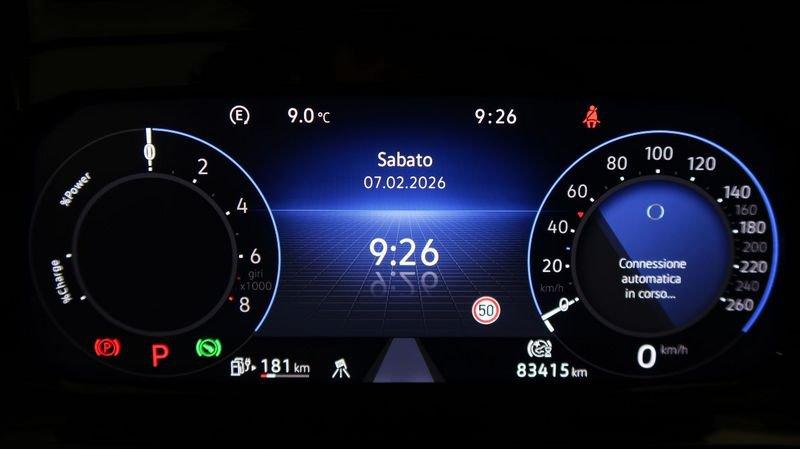 E 9.0 °C 9:26
Sabato
07.02.2026
9:26
50
%Power
%Charge
0
2
4
6
8
giri
x1000
P
P
181 km
0
20
40
60
80
100
120
140
160
180
200
220
240
260
km/h
Connessione
automatica
in corso...
0 km/h
83415 km